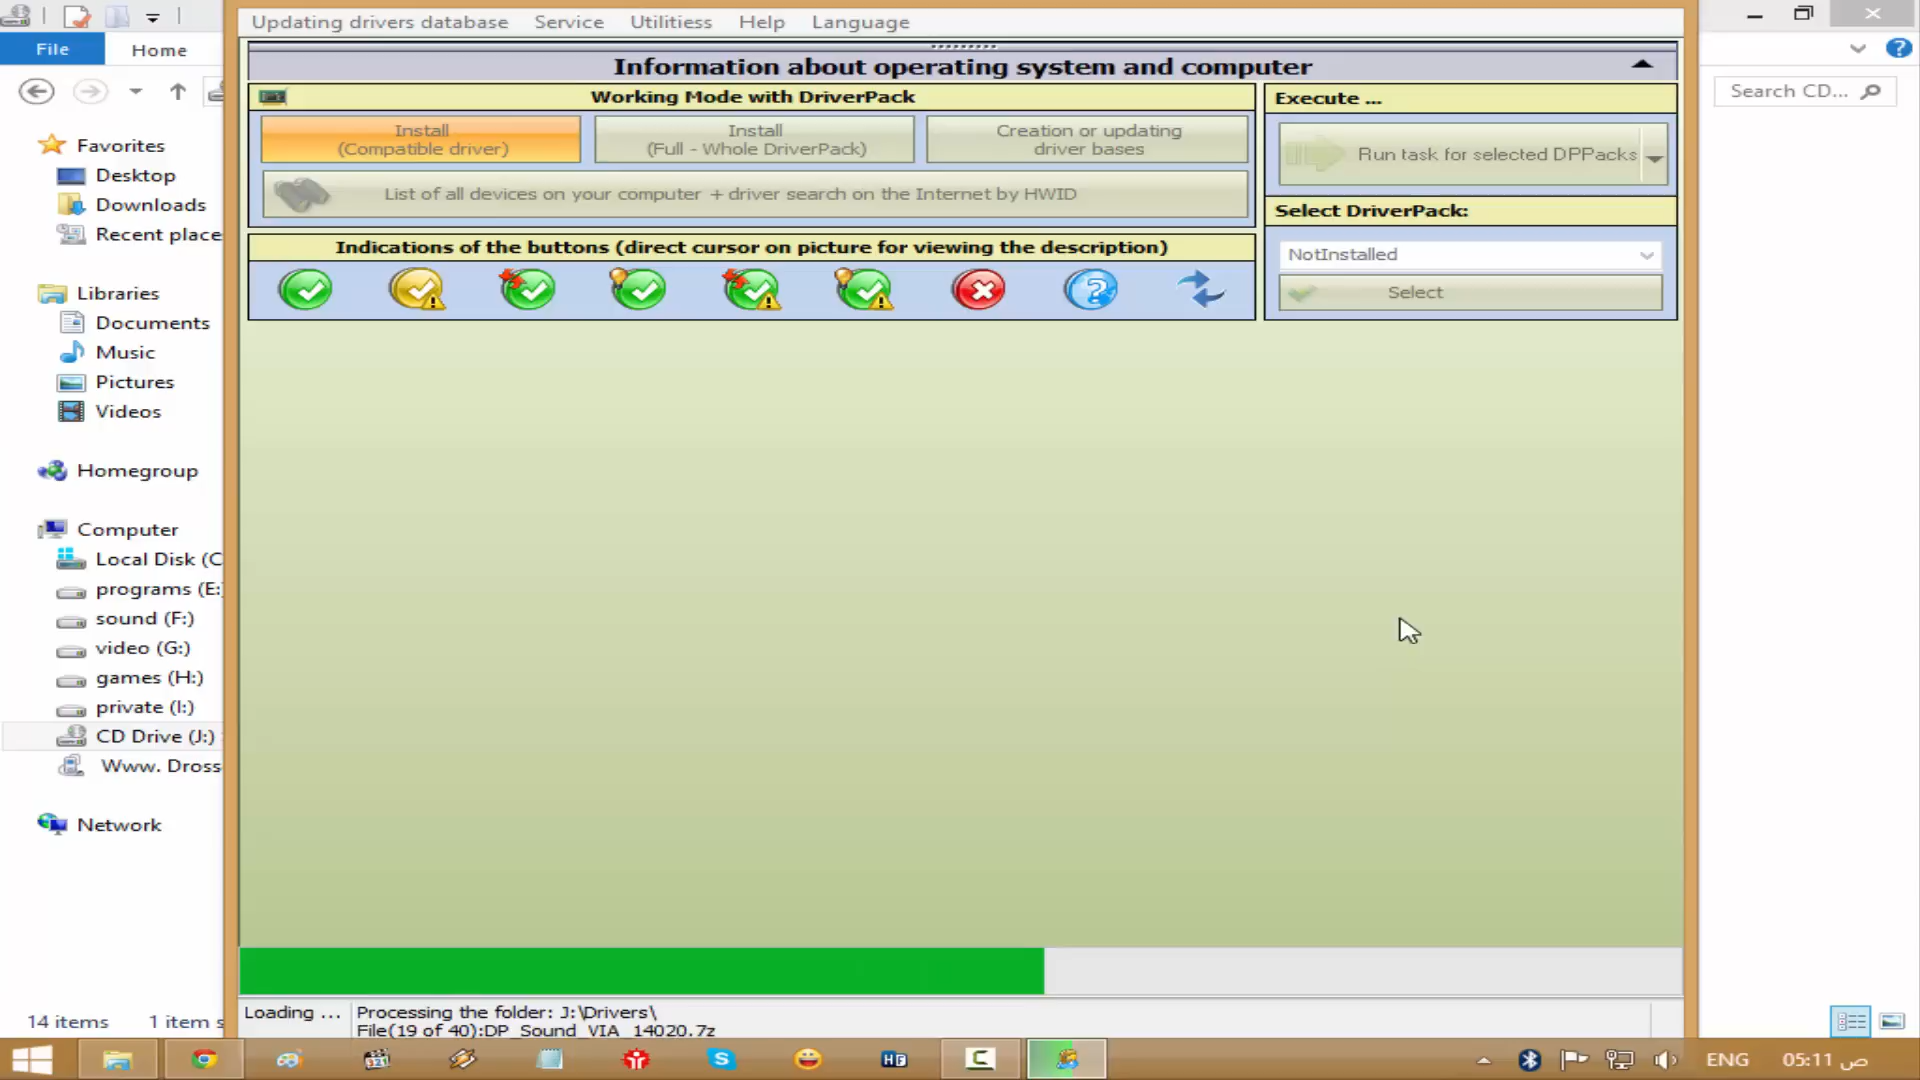 Updating drivers database Service Utilitiess Help Language
File Home
Information about operating system and computer
Search CD...
Working Mode with DriverPack
Execute ...
Install
(Compatible driver)
Install
(Full - Whole DriverPack)
Creation or updating
driver bases
Run task for selected DPPacks
List of all devices on your computer + driver search on the Internet by HWID
Select DriverPack:
Indications of the buttons (direct cursor on picture for viewing the description)
NotInstalled
Select
Favorites
Desktop
Downloads
Recent place
Libraries
Documents
Music
Pictures
Videos
Homegroup
Computer
Local Disk (C
programs (E:
sound (F:)
video (G:)
games (H:)
private (I:)
CD Drive (J:)
Www. Dross
Network
14 items 1 item s
Loading ...
Processing the folder: J:\Drivers\
File(19 of 40):DP_Sound_VIA_14020.7z
ENG
05:11 ص